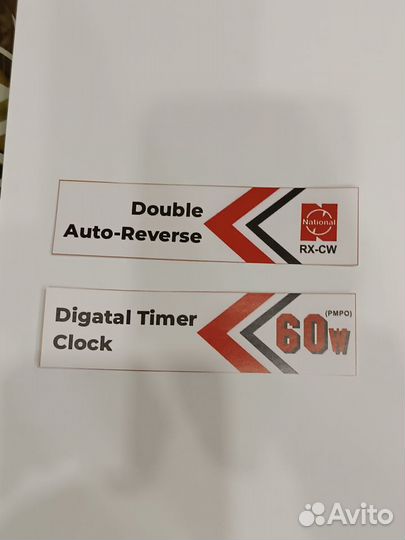 Double
Auto-Reverse
National
RX-CW
Digatal Timer
Clock
(PMPO)
60W
Avito